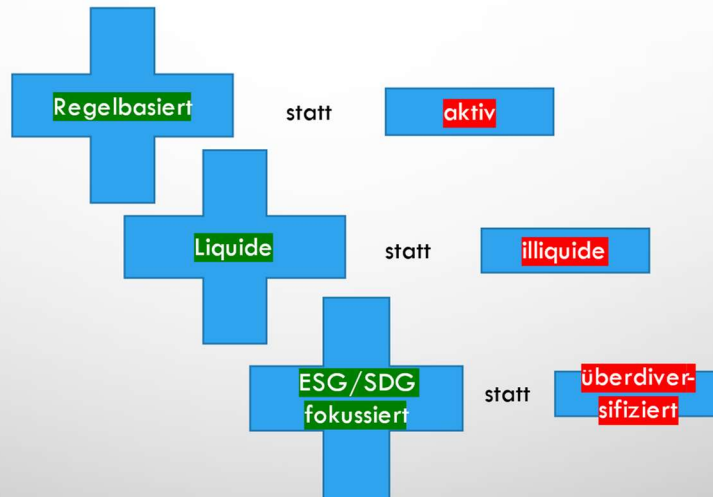 Regelbasiert statt aktiv
Liquide statt illiquide
ESG/SDG
fokussiert
statt
überdiver-
sifiziert